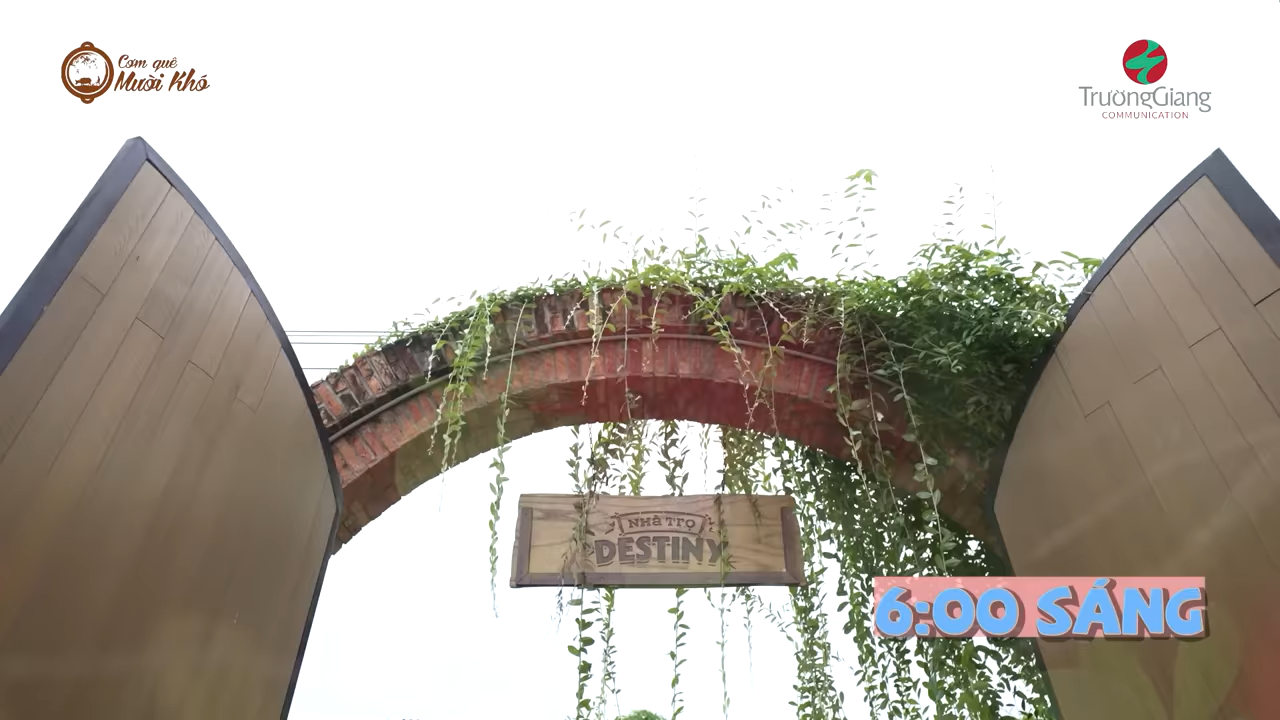 Cơm quê
Mười Khó
TrườngGiang
COMMUNICATION
NHà TRỌ
DESTINY
6:00 SÁNG